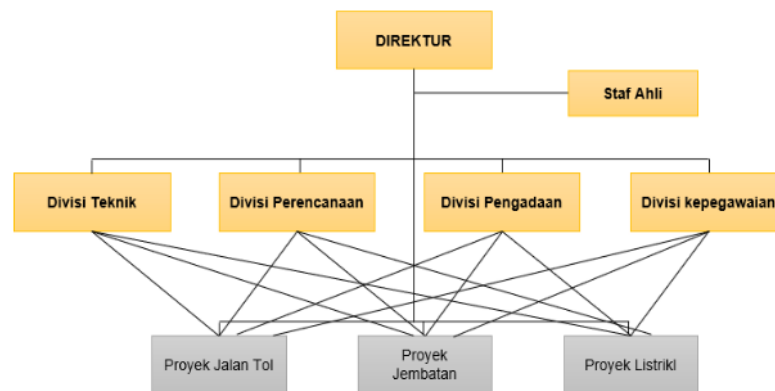 DIREKTUR
Staf Ahli
Divisi Teknik
Divisi Perencanaan
Divisi Pengadaan
Divisi kepegawaian
Proyek Jalan Tol
Proyek
Jembatan
Proyek Listrikl